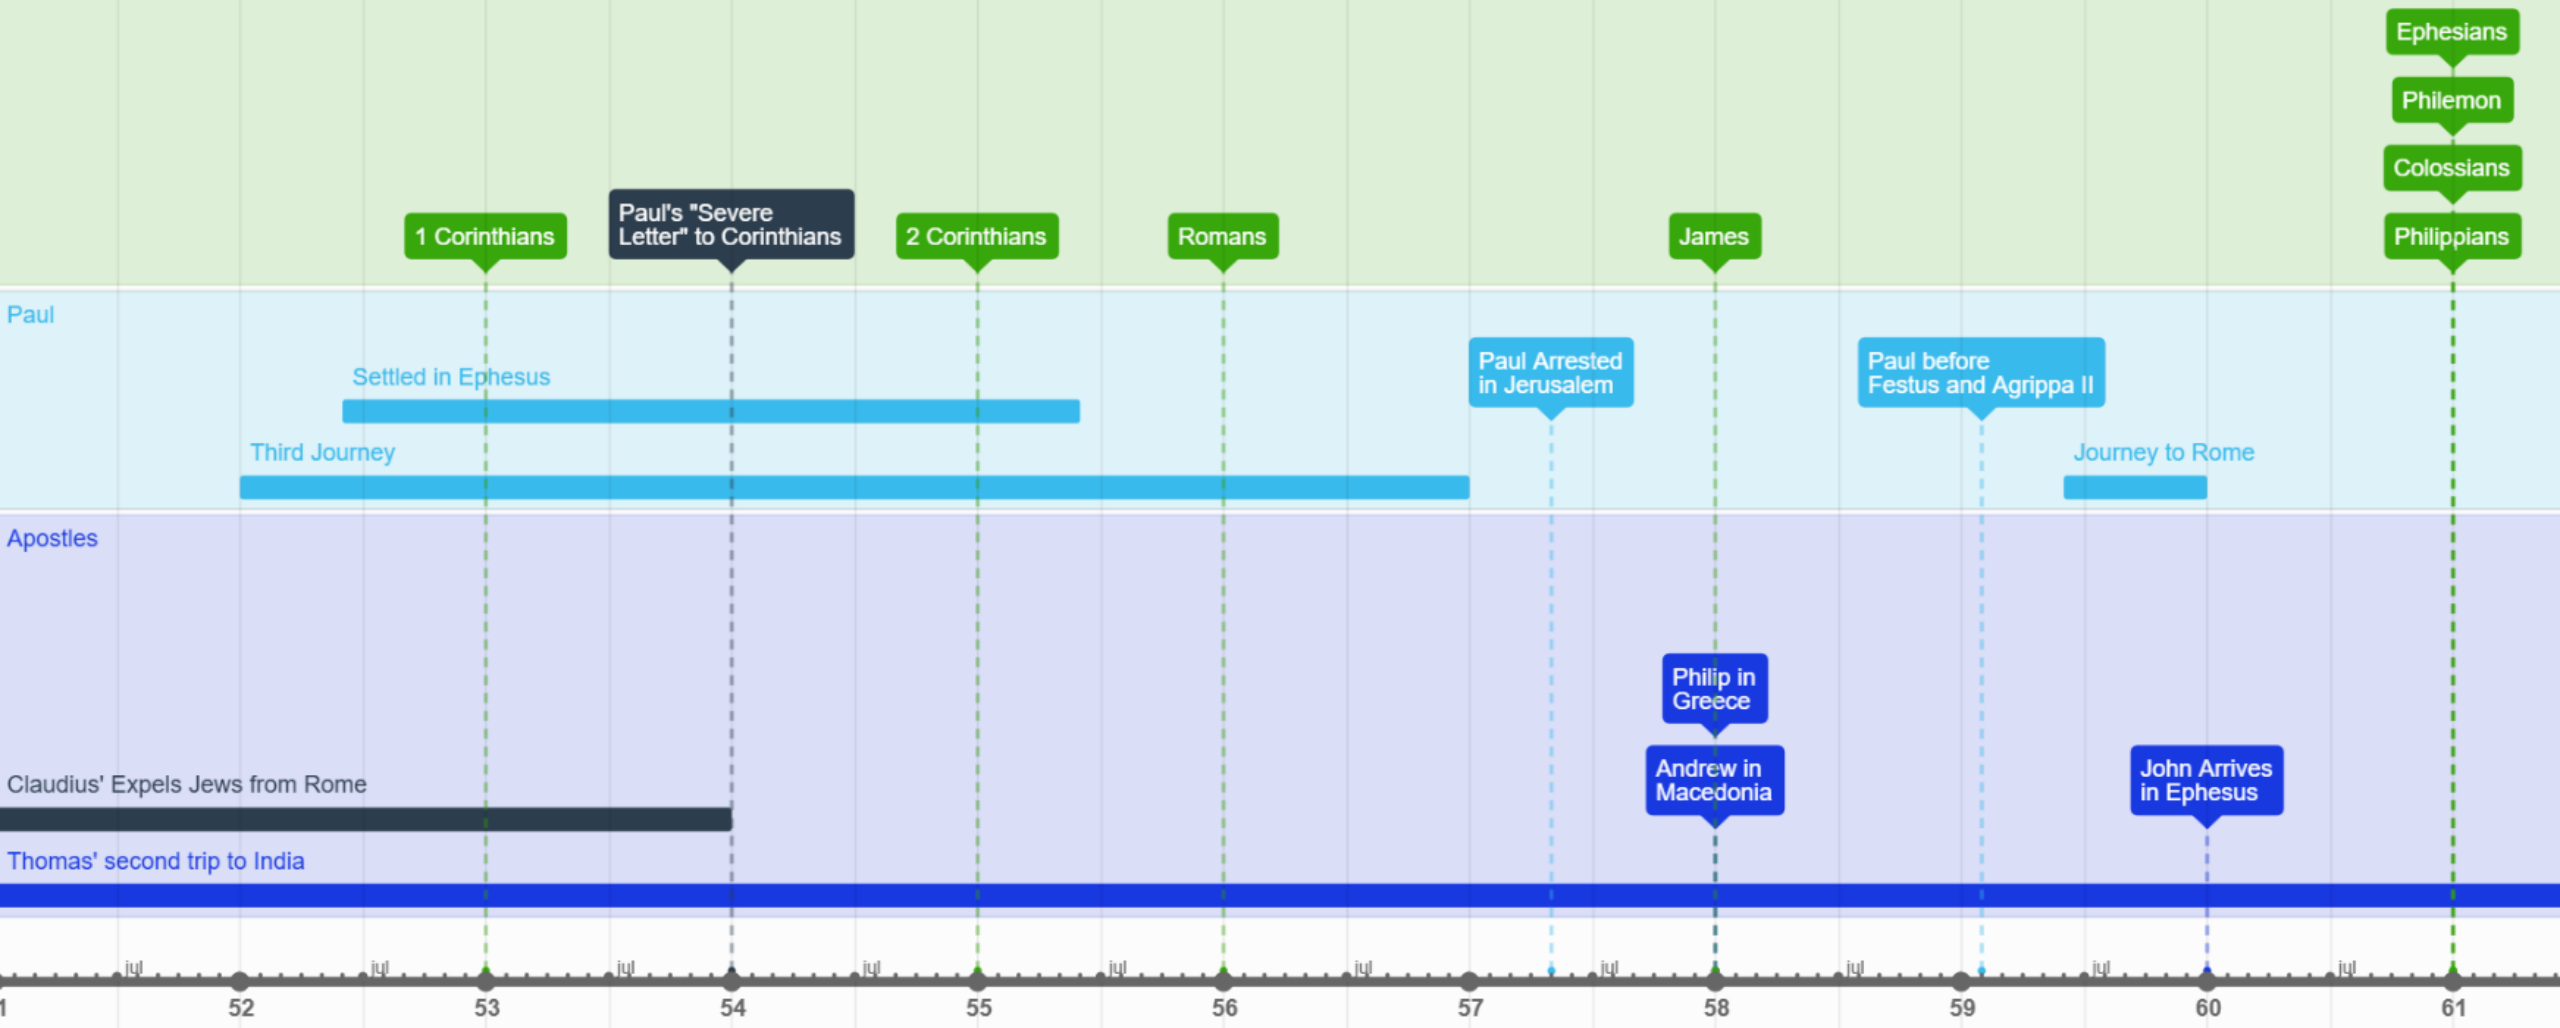 Ephesians
Philemon
Colossians
1 Corinthians
Paul's "Severe
Letter" to Corinthians
2 Corinthians
Romans
James
Philippians
Paul
Settled in Ephesus
Third Journey
Paul Arrested
in Jerusalem
Paul before
Festus and Agrippa II
Journey to Rome
Apostles
Philip in
Greece
Andrew in
Macedonia
John Arrives
in Ephesus
Claudius' Expels Jews from Rome
Thomas' second trip to India
jul jul jul jul jul jul jul jul jul jul
1 52 53 54 55 56 57 58 59 60 61